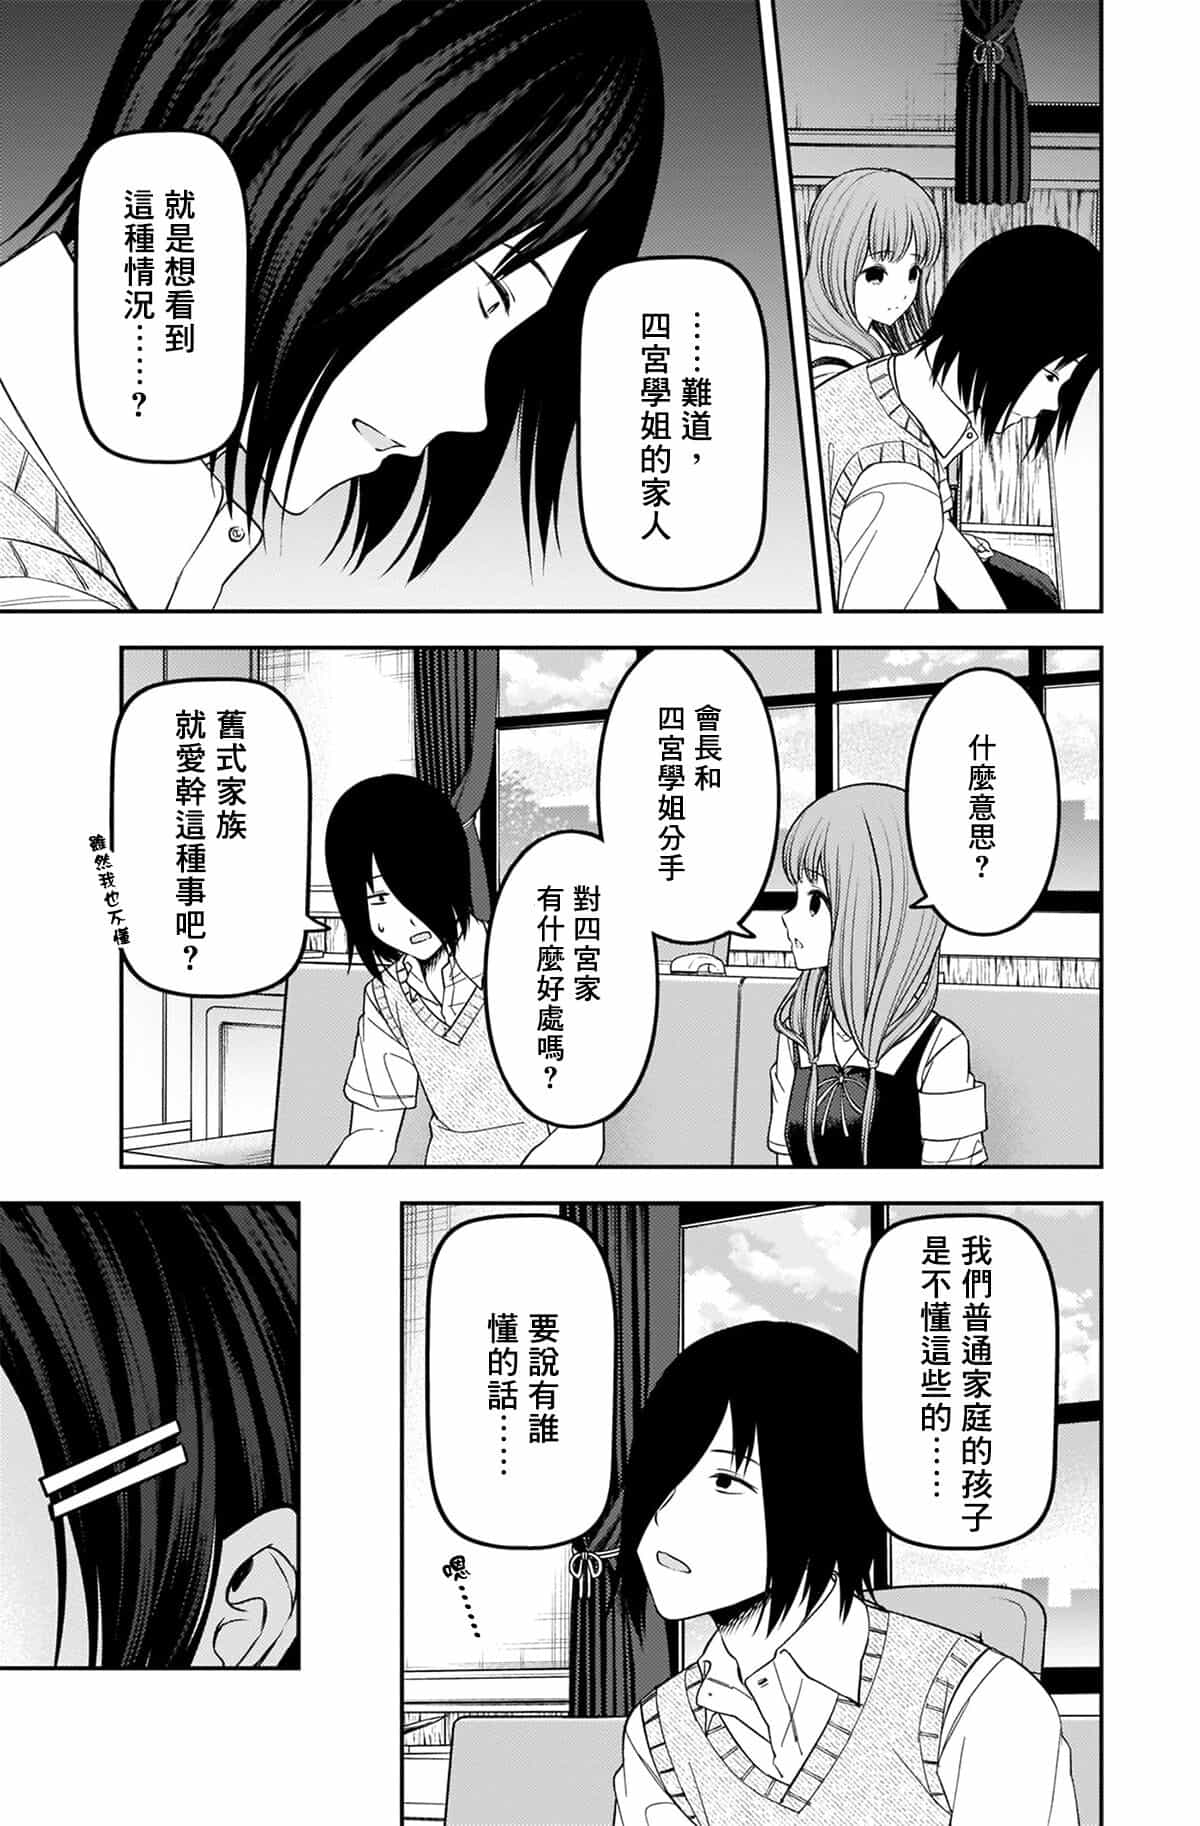 ……難道，
四宮學姐的家人
就是想看到
這種情況……？
什麼意思？
會長和
四宮學姐分手
對四宮家
有什麼好處嗎？
舊式家族
就愛幹這種事吧？
雖然我也不懂
我們普通家庭的孩子
是不懂這些的……
要說有誰
懂的話……
嗯……